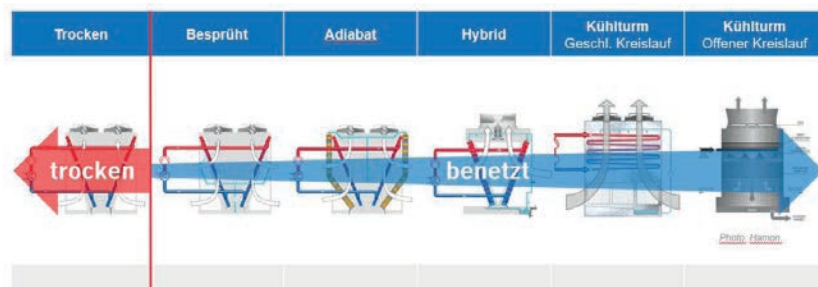 Trocken
Besprüht
Adiabat
Hybrid
Kühlturm
Geschl. Kreislauf
Kühlturm
Offener Kreislauf
trocken
benetzt
Photo Hamon